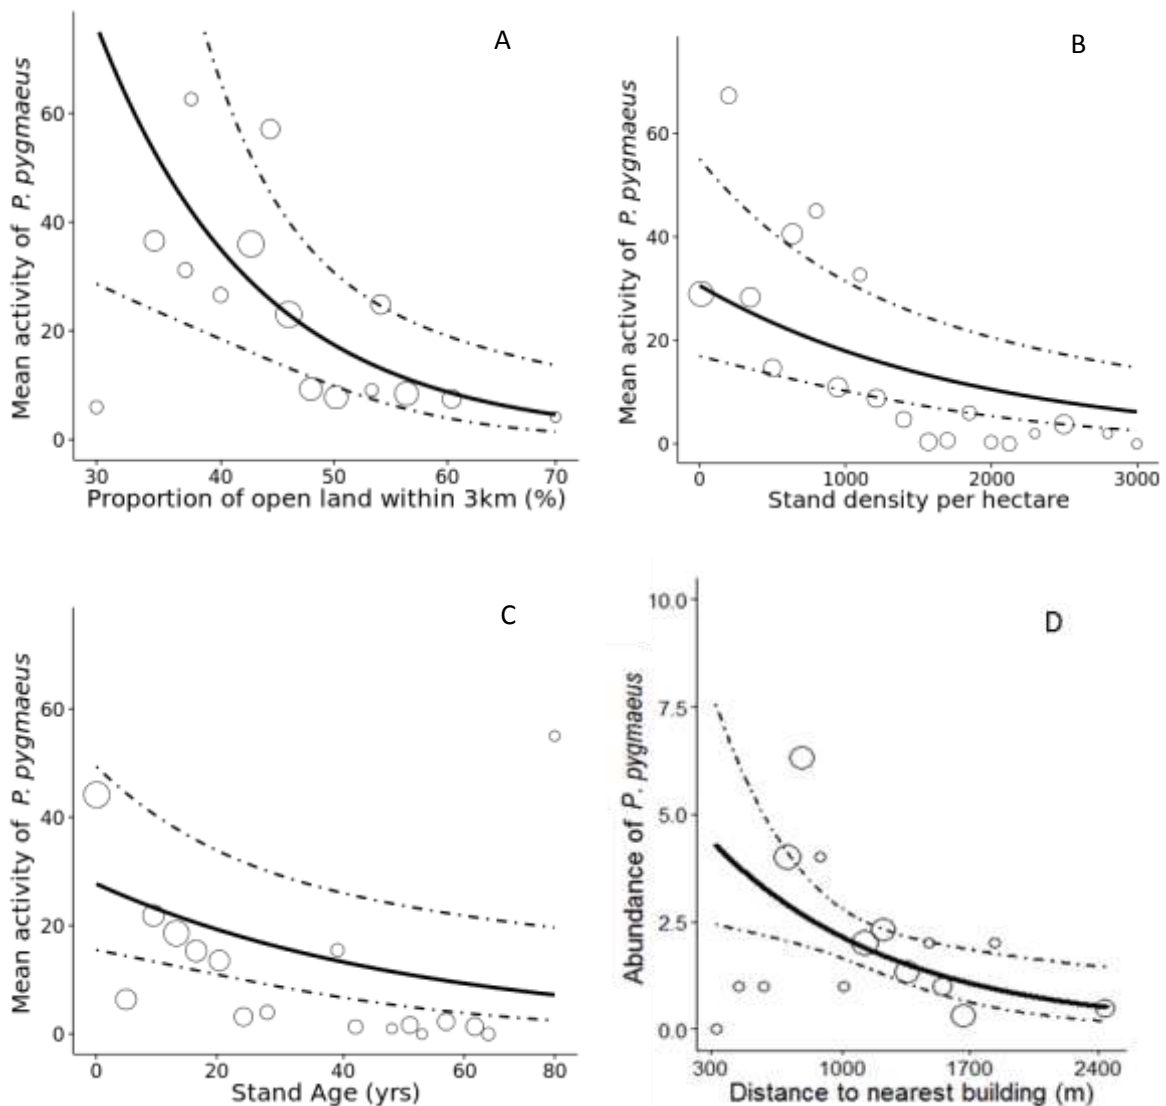 A
Mean activity of P. pygmaeus
60
40
20
0
30 40 50 60 70
Proportion of open land within 3km (%)
B
Mean activity of P. pygmaeus
60
40
20
0
0 1000 2000 3000
Stand density per hectare
C
Mean activity of P. pygmaeus
60
40
20
0
0 20 40 60 80
Stand Age (yrs)
D
Abundance of P. pygmaeus
10.0
7.5
5.0
2.5
0.0
300 1000 1700 2400
Distance to nearest building (m)